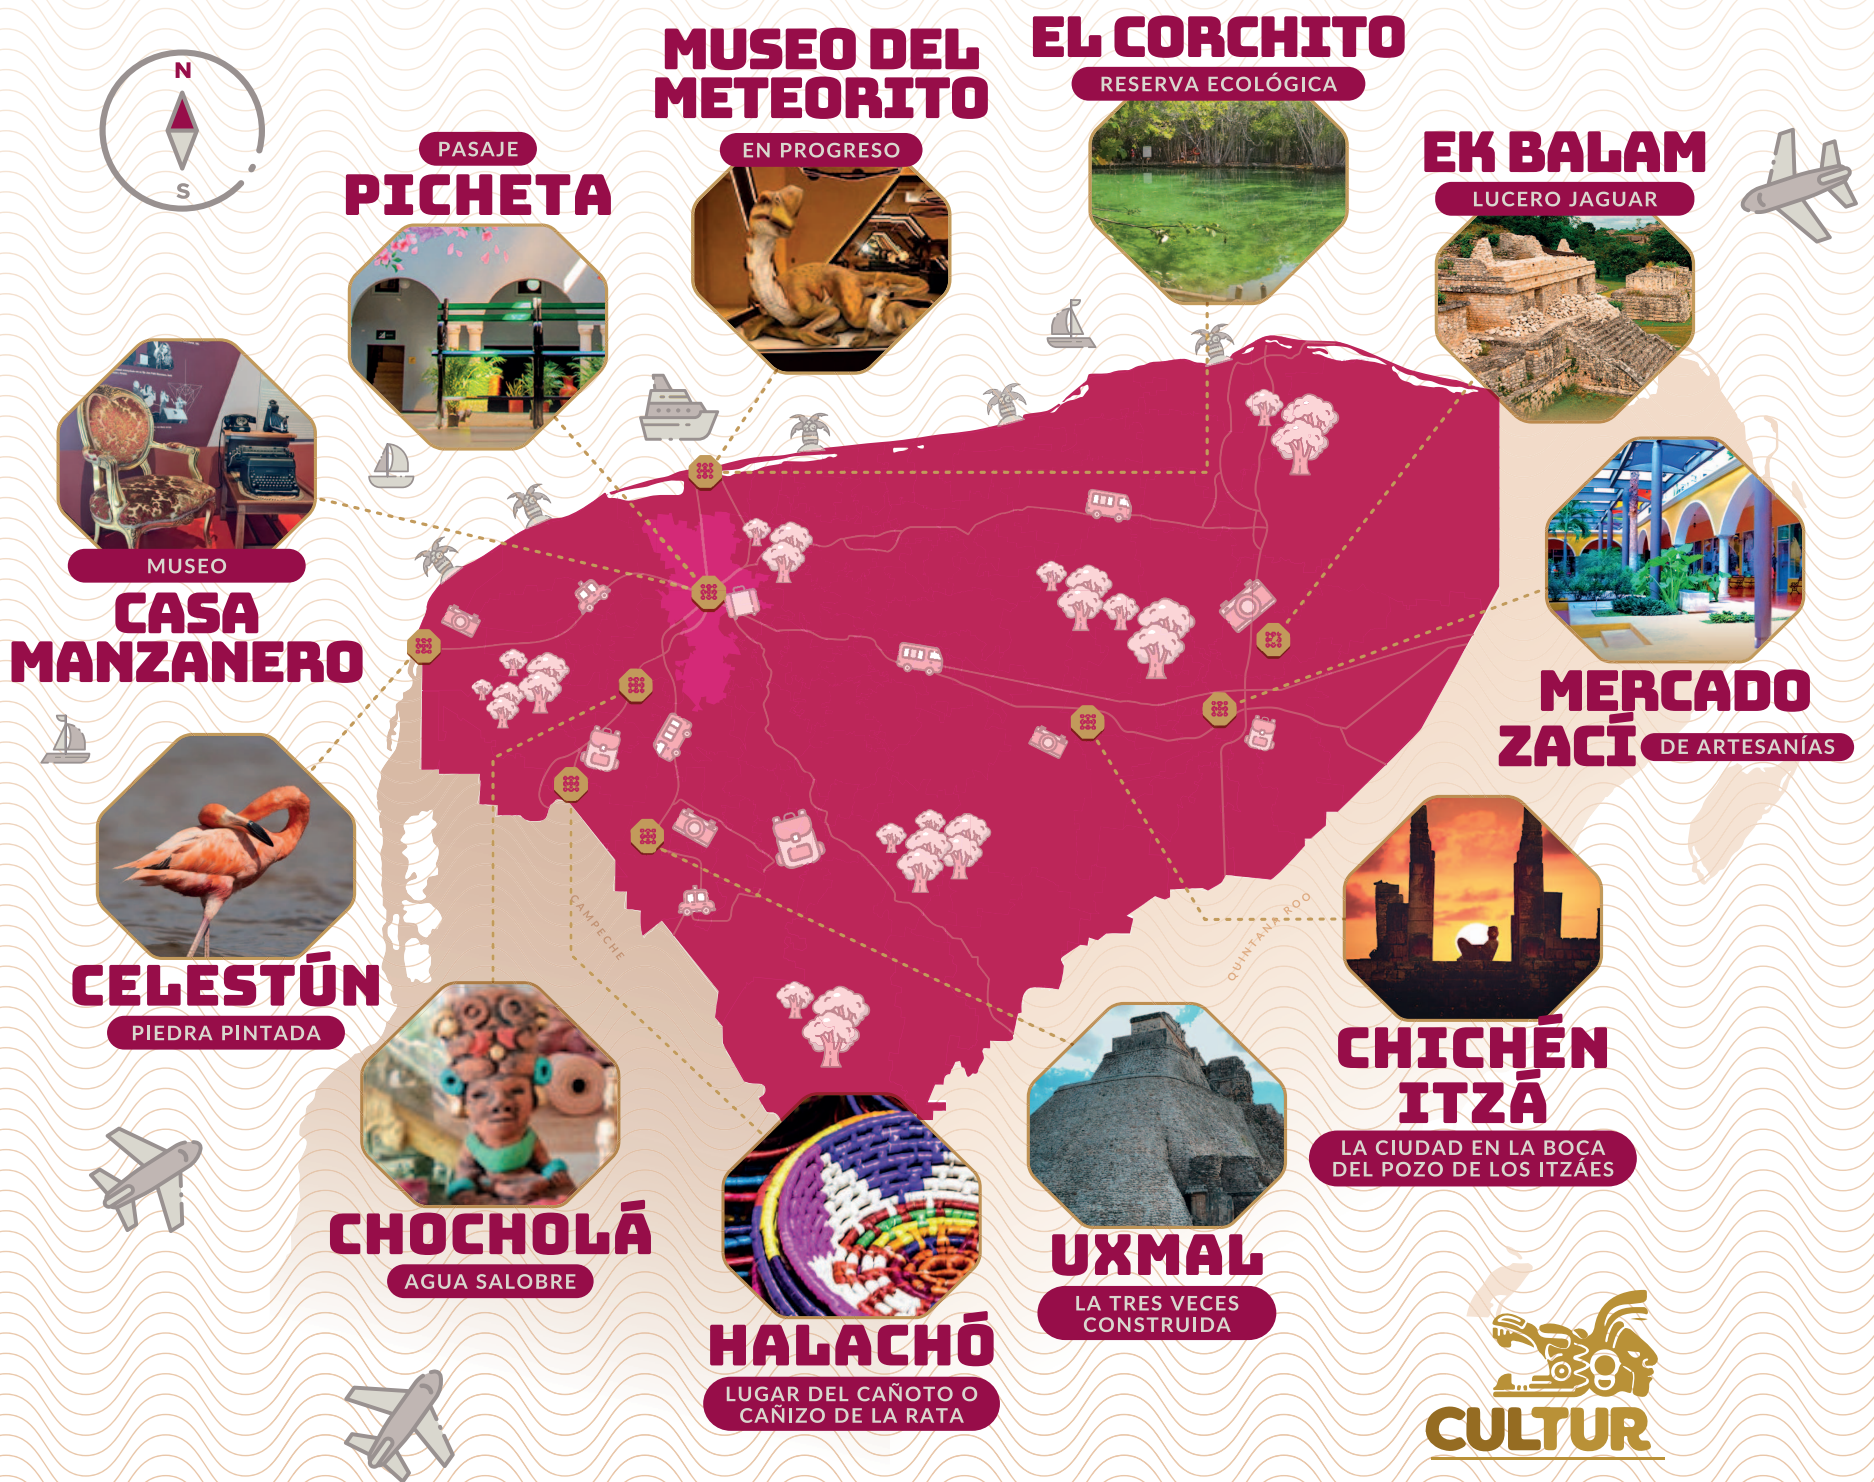 N
S
MUSEO DEL
METEORITO
EN PROGRESO
EL CORCHITO
RESERVA ECOLÓGICA
PASAJE
PICHETA
EK BALAM
LUCERO JAGUAR
MUSEO
CASA
MANZANERO
MERCADO
ZACÍ DE ARTESANÍAS
CELESTÚN
PIEDRA PINTADA
CAMPECHE
QUINTANA ROO
CHICHÉN
ITZÁ
LA CIUDAD EN LA BOCA
DEL POZO DE LOS ITZÁES
CHOCHOLÁ
AGUA SALOBRE
UXMAL
LA TRES VECES
CONSTRUIDA
HALACHÓ
LUGAR DEL CAÑOTO O
CAÑIZO DE LA RATA
CULTUR